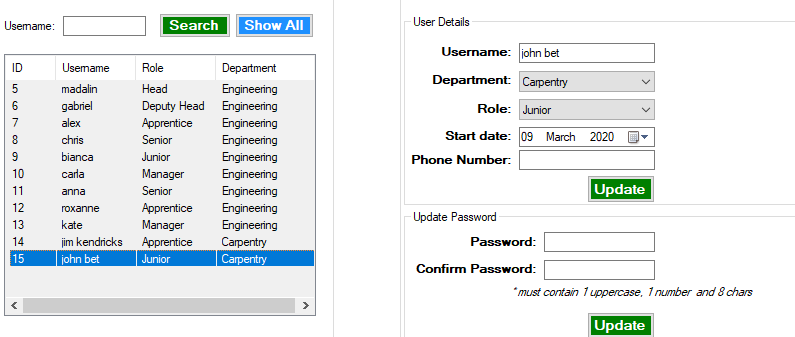 Username: Search Show All
ID Username Role Department
5 madalin Head Engineering
6 gabriel Deputy Head Engineering
7 alex Apprentice Engineering
8 chris Senior Engineering
9 bianca Junior Engineering
10 carla Manager Engineering
11 anna Senior Engineering
12 roxanne Apprentice Engineering
13 kate Manager Engineering
14 jim kendricks Apprentice Carpentry
15 john bet Junior Carpentry
User Details
Username: john bet
Department: Carpentry
Role: Junior
Start date: 09 March 2020
Phone Number:
Update
Update Password
Password:
Confirm Password:
* must contain 1 uppercase, 1 number and 8 chars
Update